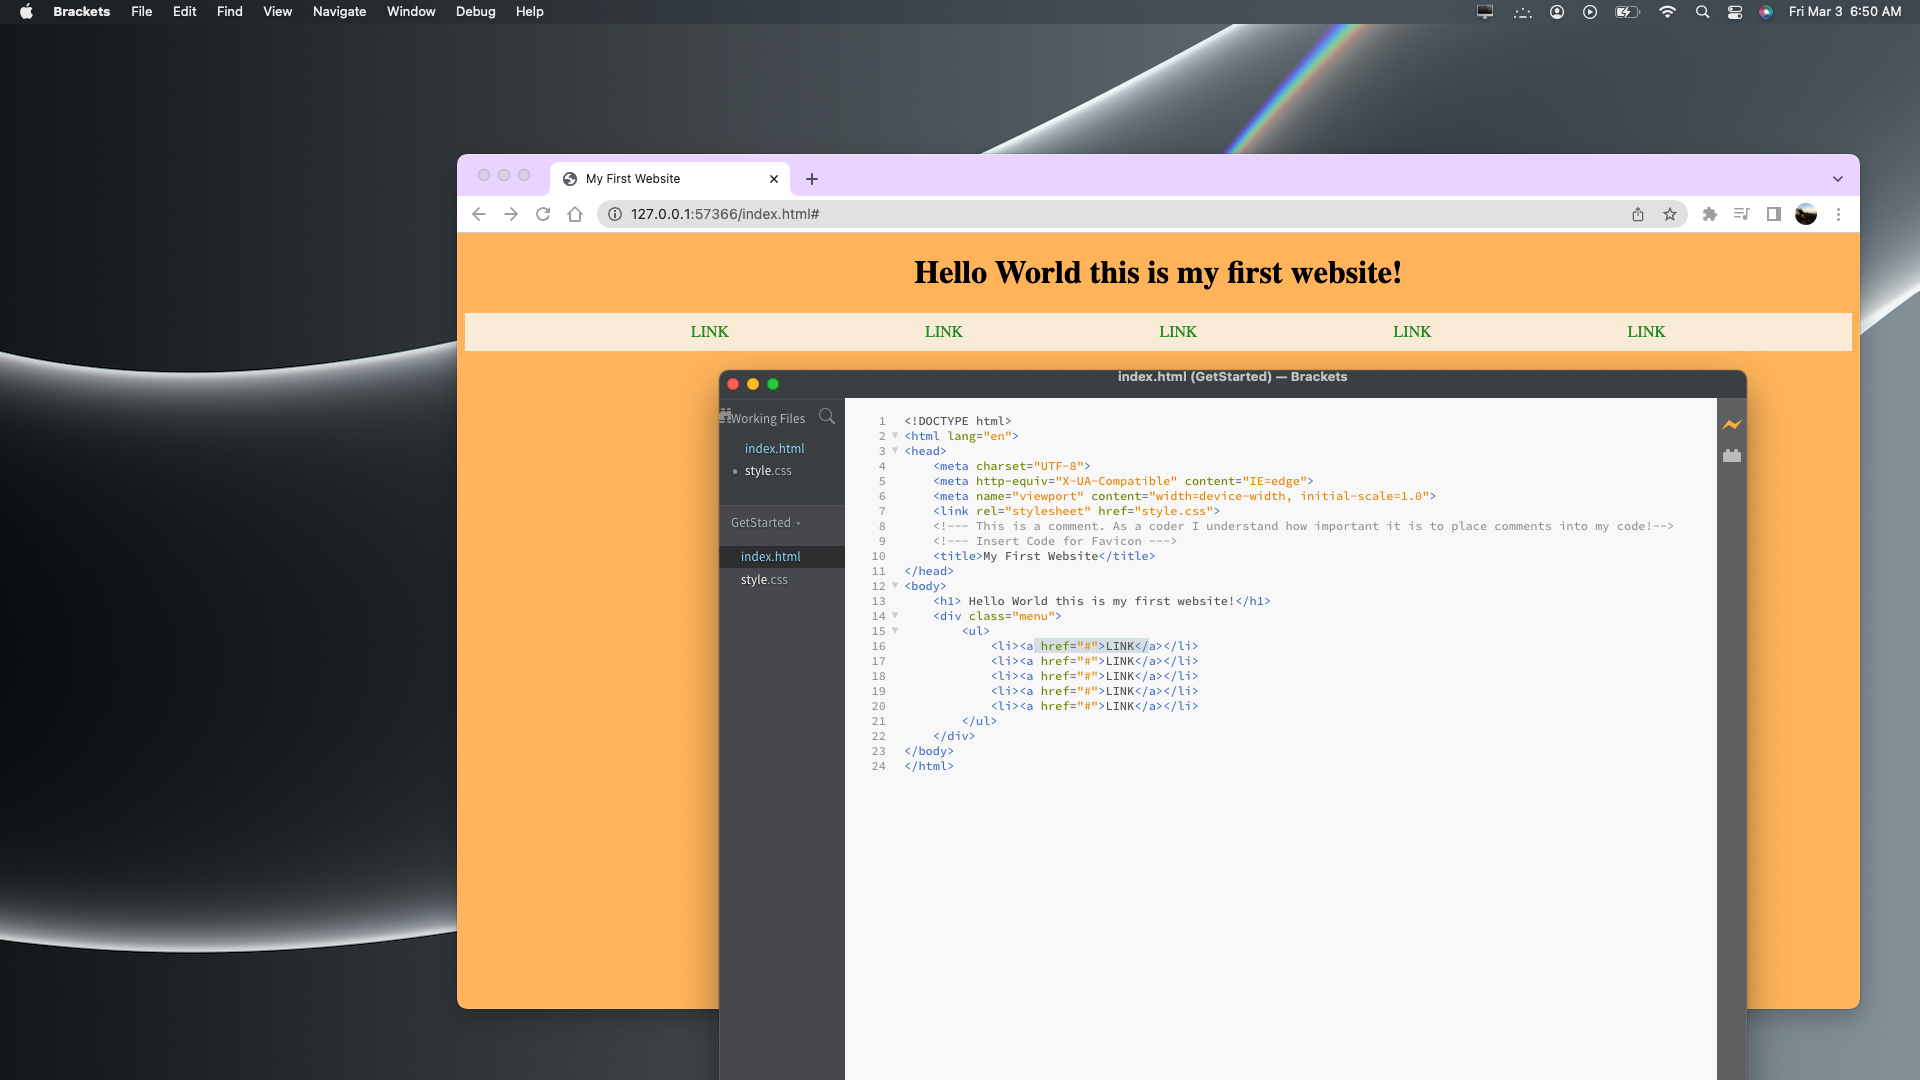 Brackets File Edit Find View Navigate Window Debug Help Fri Mar 3 6:50 AM
My First Website
127.0.0.1:57366/index.html#
Hello World this is my first website!
LINK LINK LINK LINK LINK
index.html (GetStarted) — Brackets
Working Files
index.html
style.css
GetStarted
index.html
style.css
1 <!DOCTYPE html>
2 <html lang="en">
3 <head>
4 <meta charset="UTF-8">
5 <meta http-equiv="X-UA-Compatible" content="IE=edge">
6 <meta name="viewport" content="width=device-width, initial-scale=1.0">
7 <link rel="stylesheet" href="style.css">
8 <!--- This is a comment. As a coder I understand how important it is to place comments into my code!-->
9 <!--- Insert Code for Favicon --->
10 <title>My First Website</title>
11 </head>
12 <body>
13 <h1> Hello World this is my first website!</h1>
14 <div class="menu">
15 <ul>
16 <li><a href="#">LINK</a></li>
17 <li><a href="#">LINK</a></li>
18 <li><a href="#">LINK</a></li>
19 <li><a href="#">LINK</a></li>
20 <li><a href="#">LINK</a></li>
21 </ul>
22 </div>
23 </body>
24 </html>